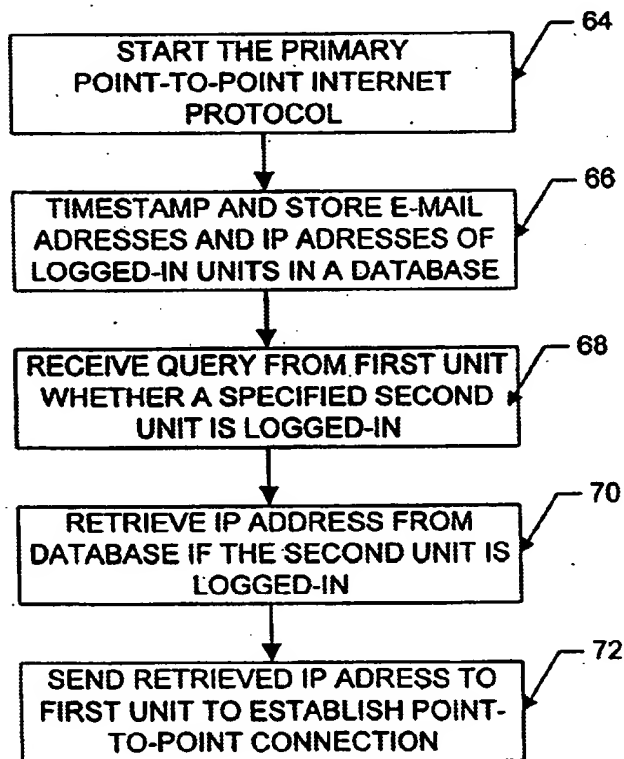 64
START THE PRIMARY
POINT-TO-POINT INTERNET
PROTOCOL
66
TIMESTAMP AND STORE E-MAIL
ADRESSES AND IP ADRESSES OF
LOGGED-IN UNITS IN A DATABASE
68
RECEIVE QUERY FROM FIRST UNIT
WHETHER A SPECIFIED SECOND
UNIT IS LOGGED-IN
70
RETRIEVE IP ADDRESS FROM
DATABASE IF THE SECOND UNIT IS
LOGGED-IN
72
SEND RETRIEVED IP ADRESS TO
FIRST UNIT TO ESTABLISH POINT-
TO-POINT CONNECTION